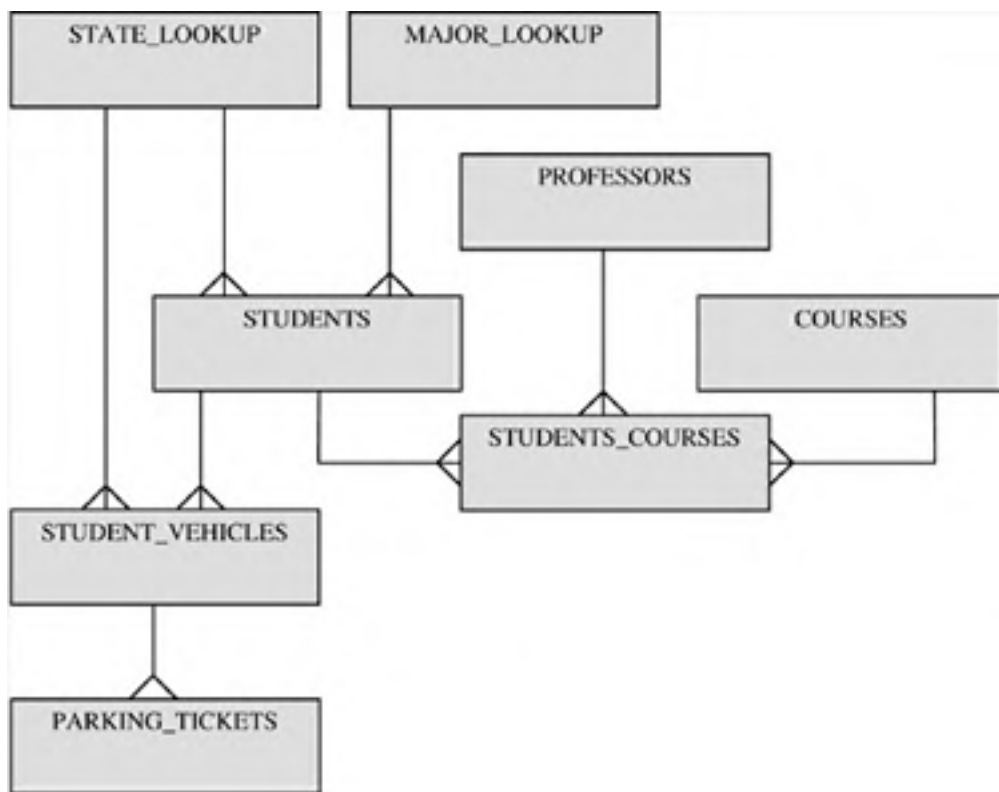 STATE_LOOKUP
MAJOR_LOOKUP
PROFESSORS
STUDENTS
COURSES
STUDENTS_COURSES
STUDENT_VEHICLES
PARKING_TICKETS